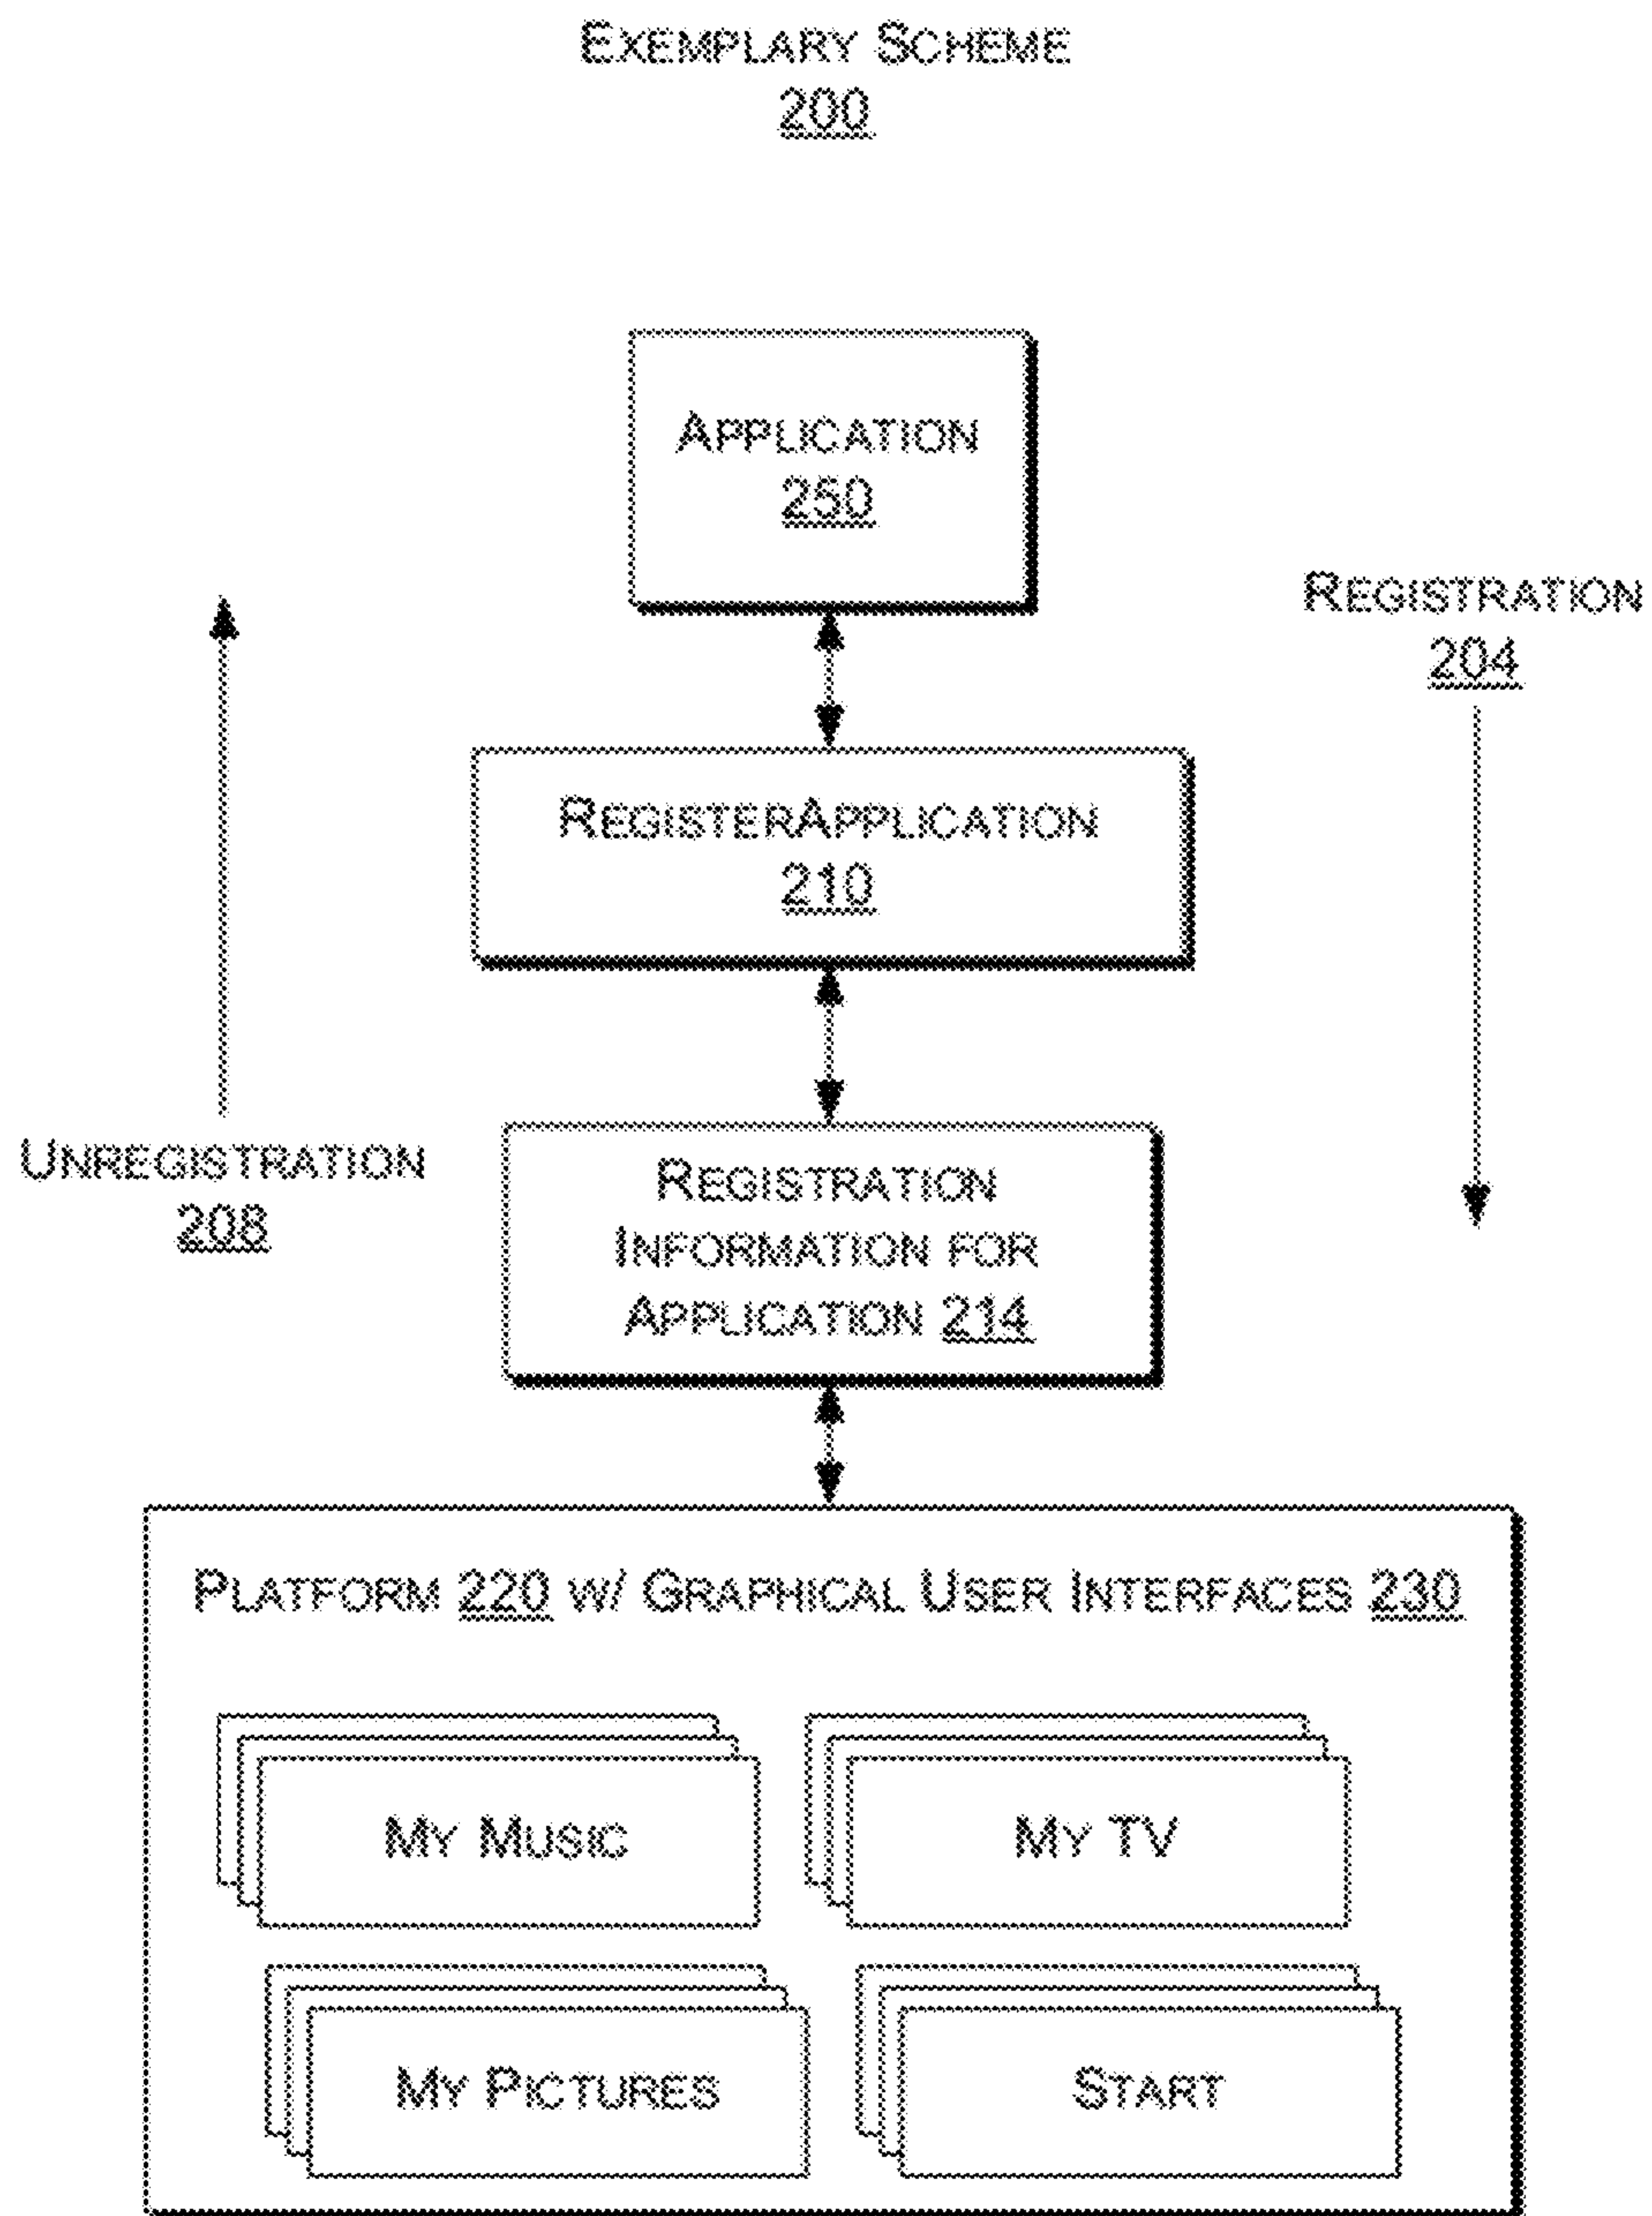 EXEMPLARY SCHEME
200
APPLICATION
250
REGISTRATION
204
REGISTERAPPLICATION
210
UNREGISTRATION
208
REGISTRATION
INFORMATION FOR
APPLICATION 214
PLATFORM 220 W/ GRAPHICAL USER INTERFACES 230
MY MUSIC
MY TV
MY PICTURES
START